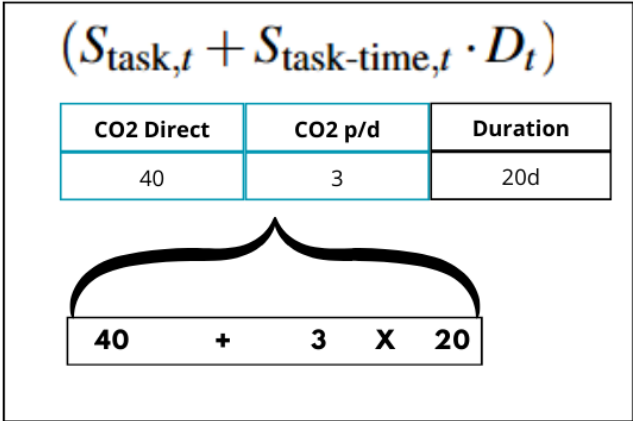 (S_task,t + S_task-time,t · D_t)
CO2 Direct CO2 p/d Duration
40 3 20d
40 + 3 X 20